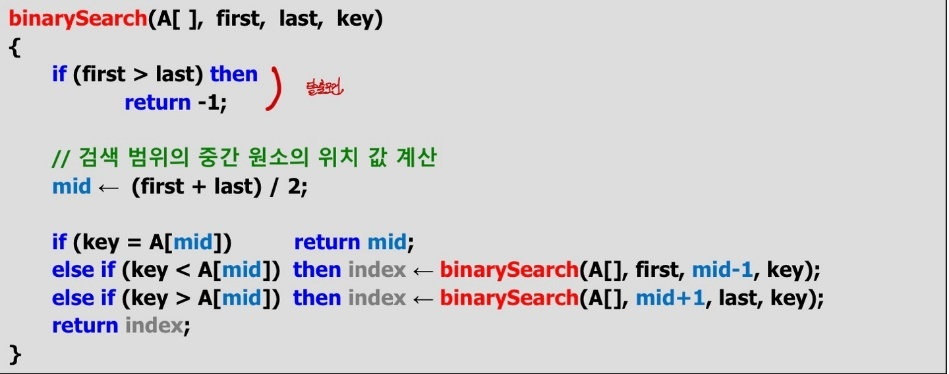 binarySearch(A[ ], first, last, key)
{
if (first > last) then
return -1;
탈출조건
// 검색 범위의 중간 원소의 위치 값 계산
mid ← (first + last) / 2;
if (key = A[mid]) return mid;
else if (key < A[mid]) then index ← binarySearch(A[], first, mid-1, key);
else if (key > A[mid]) then index ← binarySearch(A[], mid+1, last, key);
return index;
}